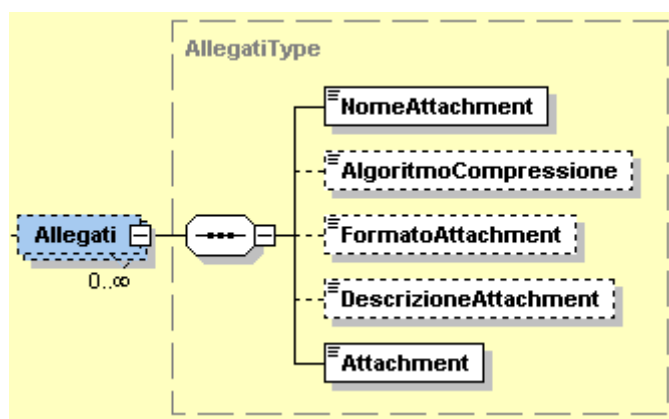 AllegatiType
NomeAttachment
AlgoritmoCompressione
Allegati
FormatoAttachment
0..∞
DescrizioneAttachment
Attachment